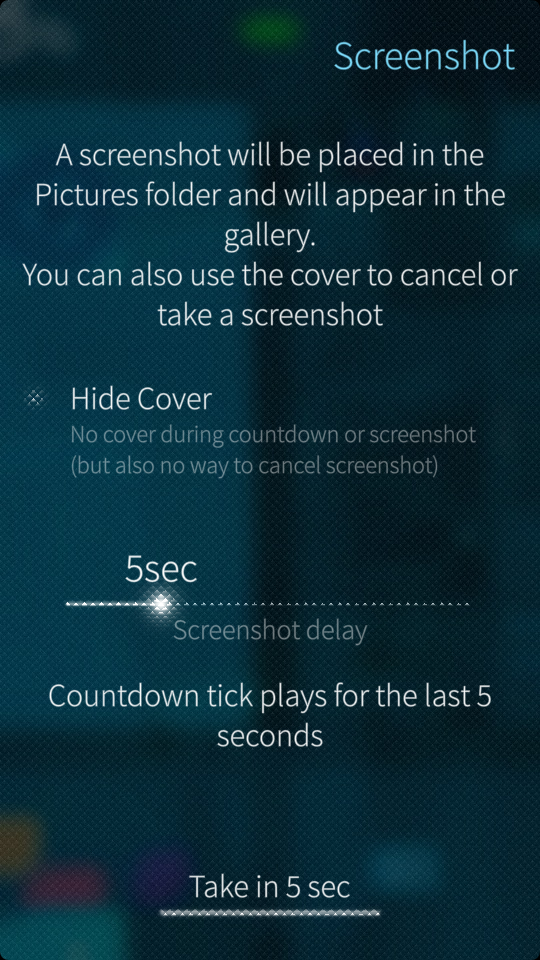 Screenshot
A screenshot will be placed in the
Pictures folder and will appear in the
gallery.
You can also use the cover to cancel or
take a screenshot
Hide Cover
No cover during countdown or screenshot
(but also no way to cancel screenshot)
5sec
Screenshot delay
Countdown tick plays for the last 5
seconds
Take in 5 sec